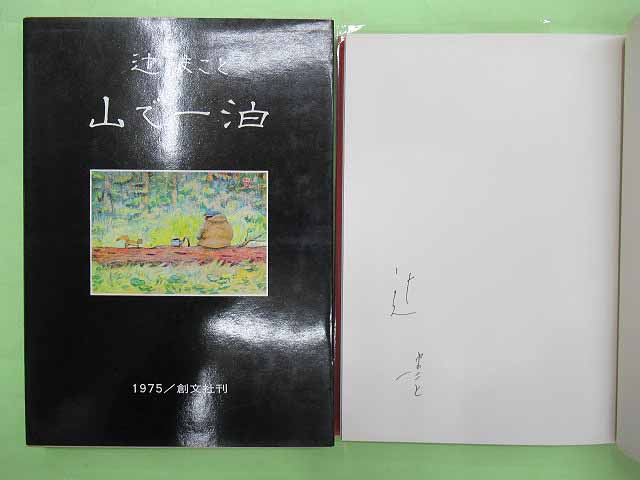 辻まこと
山で一泊
1975/創文社刊
辻
まこと